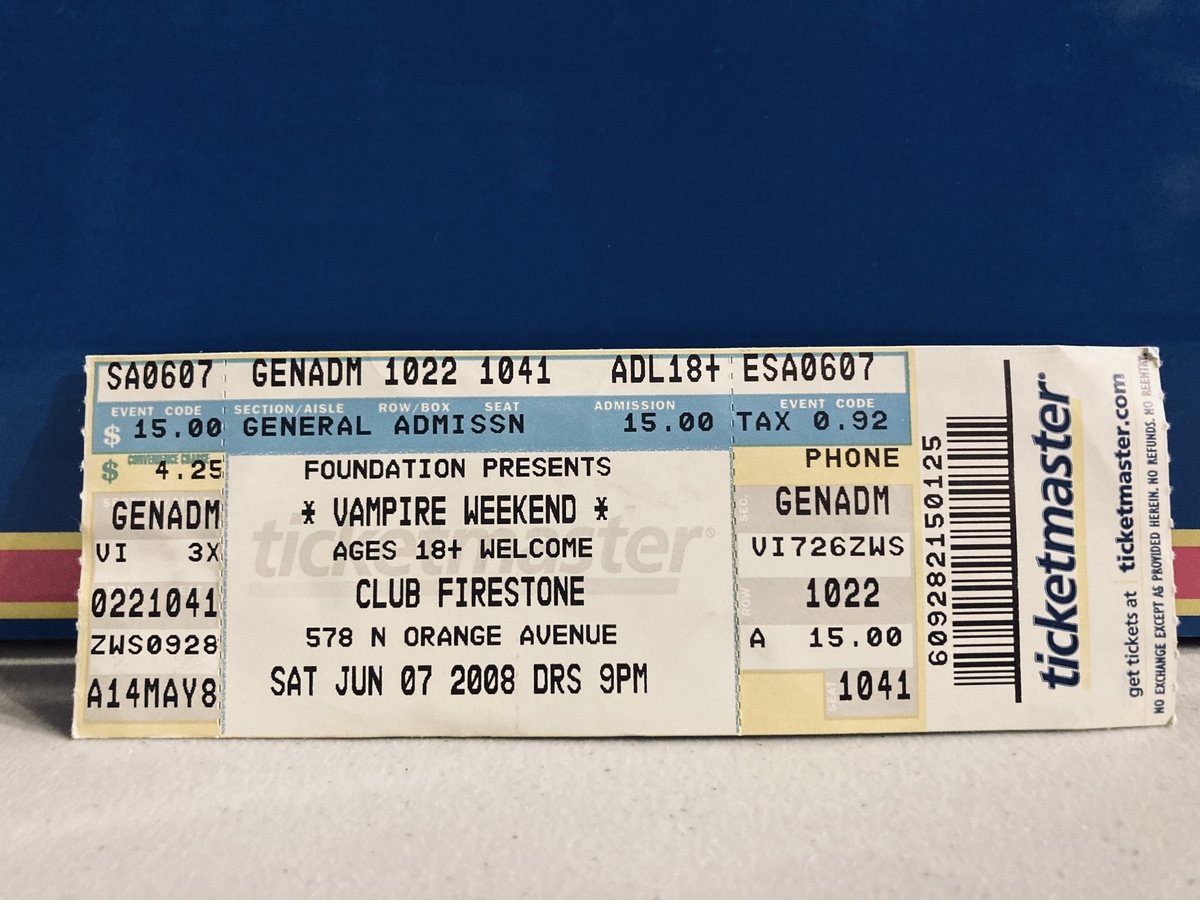 SA0607 GENADM 1022 1041 ADL18+ ESA0607
EVENT CODE SECTION/AISLE ROW/BOX SEAT ADMISSION EVENT CODE
$ 15.00 GENERAL ADMISSN 15.00 TAX 0.92
CONVENIENCE CHARGE
$ 4.25
GENADM
VI 3X
0221041
ZWS0928
A14MAY8
FOUNDATION PRESENTS
* VAMPIRE WEEKEND *
ticketmaster®
AGES 18+ WELCOME
CLUB FIRESTONE
578 N ORANGE AVENUE
SAT JUN 07 2008 DRS 9PM
PHONE
SEC.
GENADM
VI726ZWS
ROW
1022
A 15.00
SEAT
1041
609282150125
ticketmaster®
get tickets at | ticketmaster.com
NO EXCHANGE EXCEPT AS PROVIDED HEREIN. NO REFUNDS. NO